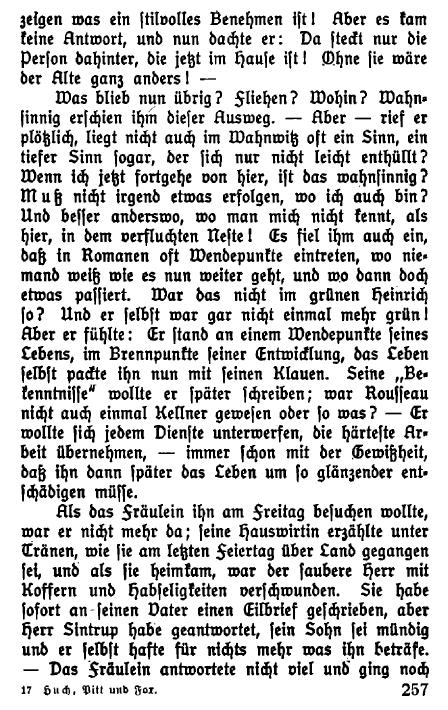 zeigen was ein stilvolles Benehmen ist! Aber es kam
keine Antwort, und nun dachte er: Da steckt nur die
Person dahinter, die jetzt im Hause ist! Ohne sie wäre
der Alte ganz anders! —
Was blieb nun übrig? Fliehen? Wohin? Wahn-
sinnig erschien ihm dieser Ausweg. — Aber — rief er
plötzlich, liegt nicht auch im Wahnwitz oft ein Sinn, ein
tiefer Sinn sogar, der sich nur nicht leicht enthüllt?
Wenn ich jetzt fortgehe von hier, ist das wahnsinnig?
Muß nicht irgend etwas erfolgen, wo ich auch bin?
Und besser anderswo, wo man mich nicht kennt, als
hier, in dem verfluchten Neste! Es fiel ihm auch ein,
daß in Romanen oft Wendepunkte eintreten, wo nie-
mand weiß wie es nun weiter geht, und wo dann doch
etwas passiert. War das nicht im grünen Heinrich
so? Und er selbst war gar nicht einmal mehr grün!
Aber er fühlte: Er stand an einem Wendepunkte seines
Lebens, im Brennpunkte seiner Entwicklung, das Leben
selbst packte ihn nun mit seinen Klauen. Seine „Be-
kenntnisse“ wollte er später schreiben; war Rousseau
nicht auch einmal Kellner gewesen oder so was? — Er
wollte sich jedem Dienste unterwerfen, die härteste Ar-
beit übernehmen, — immer schon mit der Gewißheit,
daß ihn dann später das Leben um so glänzender ent-
schädigen müsse.
Als das Fräulein ihn am Freitag besuchen wollte,
war er nicht mehr da; seine Hauswirtin erzählte unter
Tränen, wie sie am letzten Feiertag über Land gegangen
sei, und als sie heimkam, war der saubere Herr mit
Koffern und Habseligkeiten verschwunden. Sie habe
sofort an seinen Vater einen Eilbrief geschrieben, aber
Herr Sintrup habe geantwortet, sein Sohn sei mündig
und er selbst hafte für nichts mehr was ihn beträfe.
— Das Fräulein antwortete nicht viel und ging noch
17 Huch, Pitt und Fox. 257